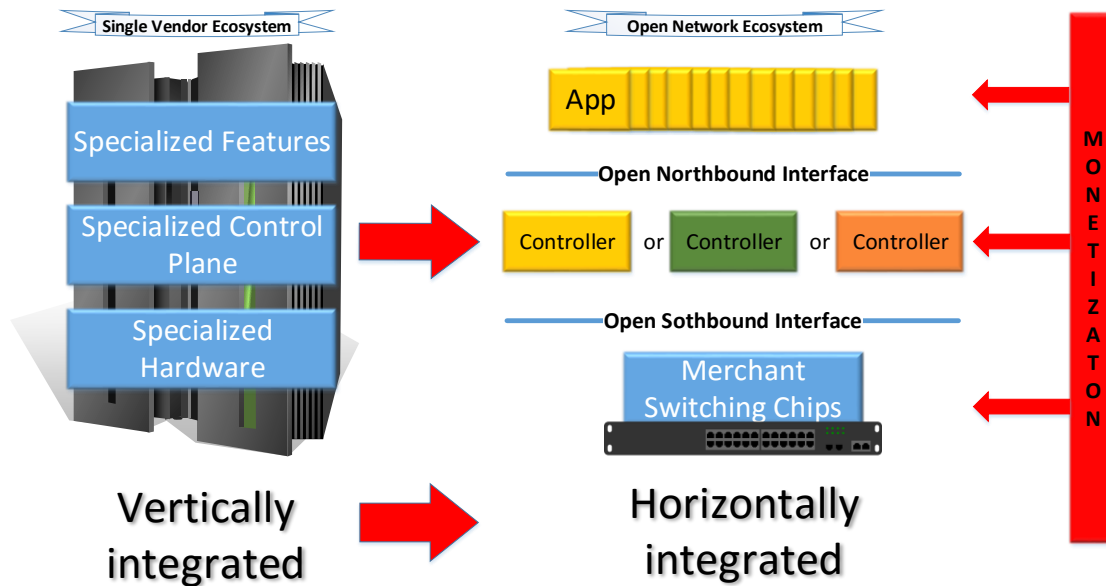 Single Vendor Ecosystem
Specialized Features
Specialized Control
Plane
Specialized
Hardware
Vertically
integrated
Open Network Ecosystem
App
Open Northbound Interface
Controller or Controller or Controller
Open Sothbound Interface
Merchant
Switching Chips
Horizontally
integrated
M
O
N
E
T
I
Z
A
T
O
N